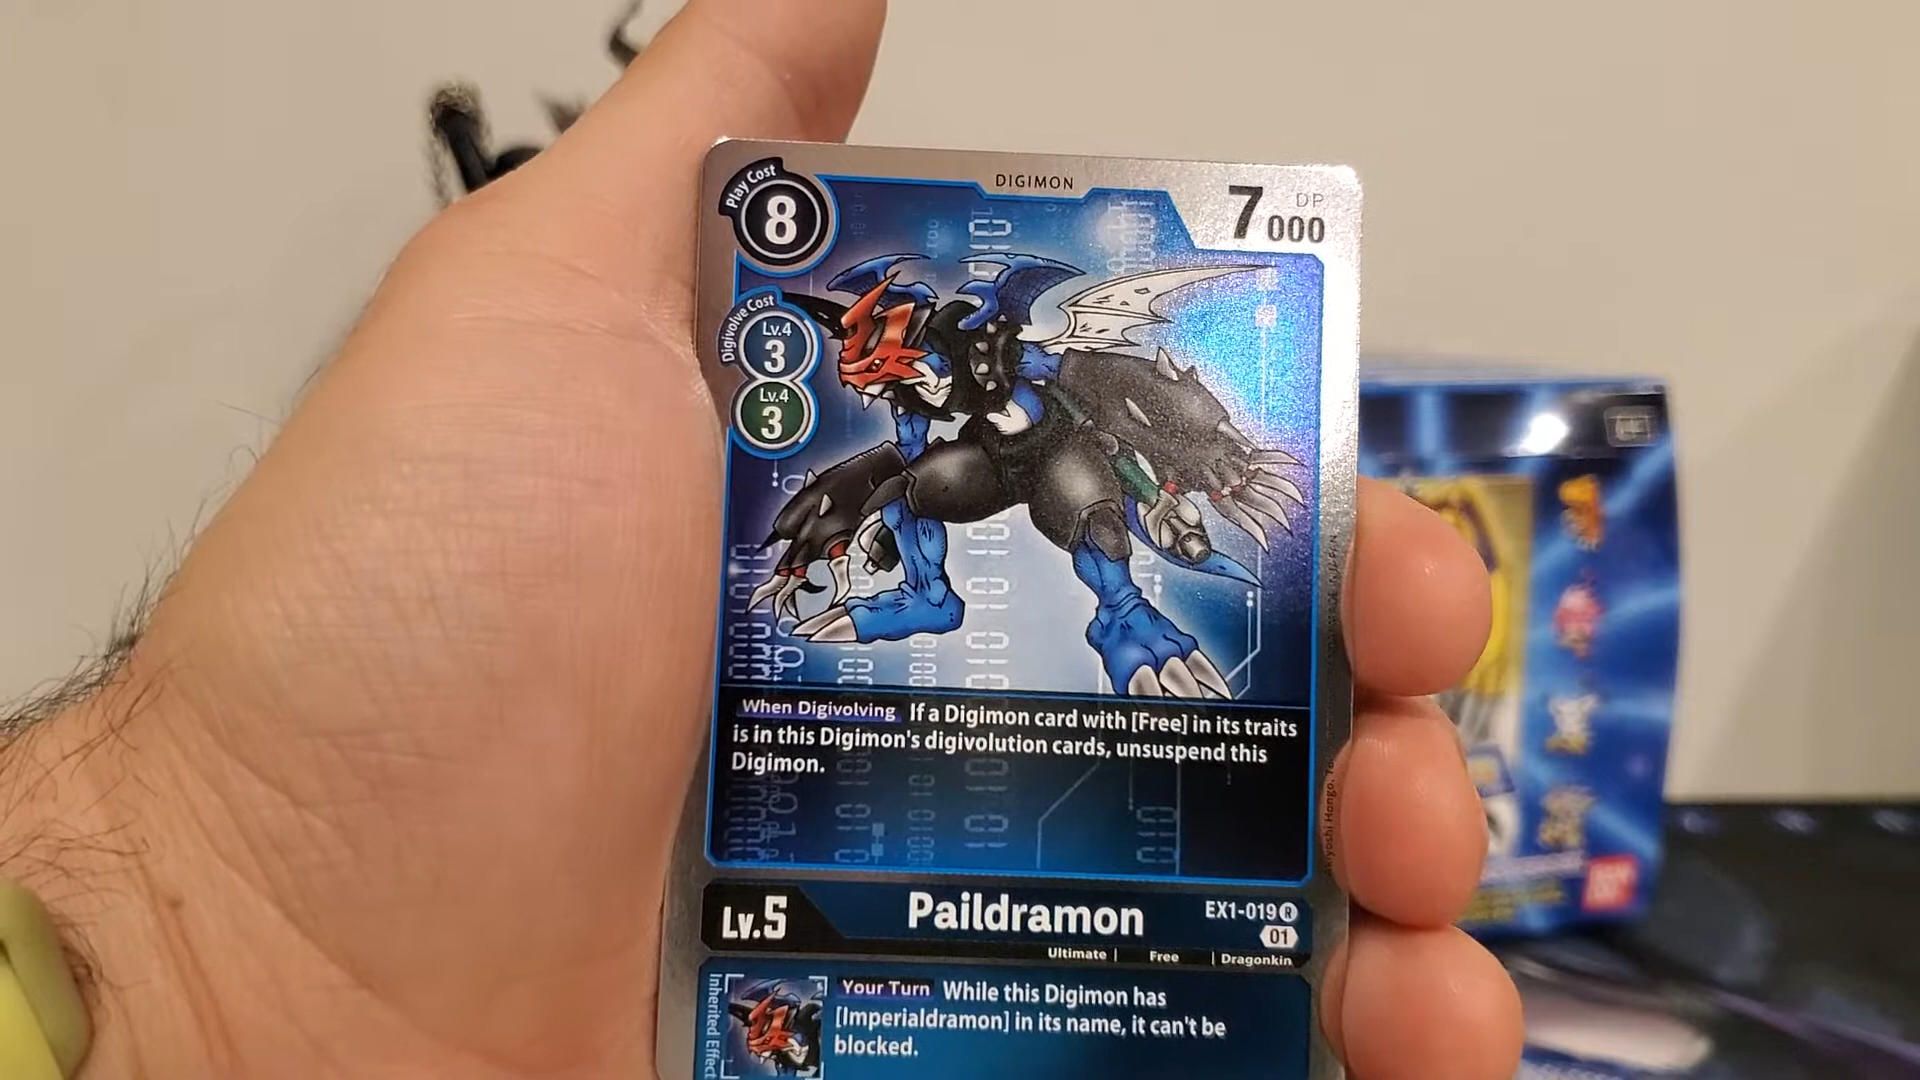 DIGIMON
Play Cost
8
7000
DP
Digivolve Cost
Lv.4
3
Lv.4
3
When Digivolving If a Digimon card with [Free] in its traits
is in this Digimon's digivolution cards, unsuspend this
Digimon.
Lv.5
Paildramon
EX1-019 R
01
Ultimate | Free | Dragonkin
Inherited Effect
Your Turn While this Digimon has
[Imperialdramon] in its name, it can't be
blocked.